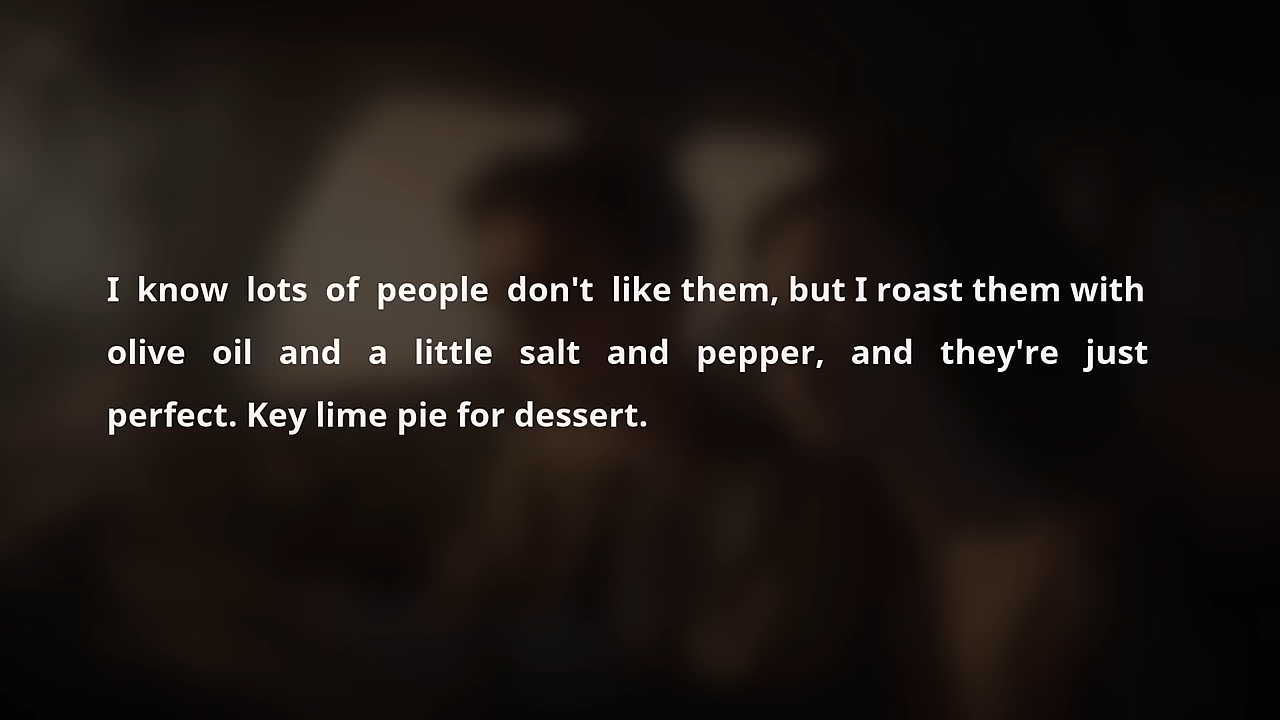 I know lots of people don't like them, but I roast them with
olive oil and a little salt and pepper, and they're just
perfect. Key lime pie for dessert.